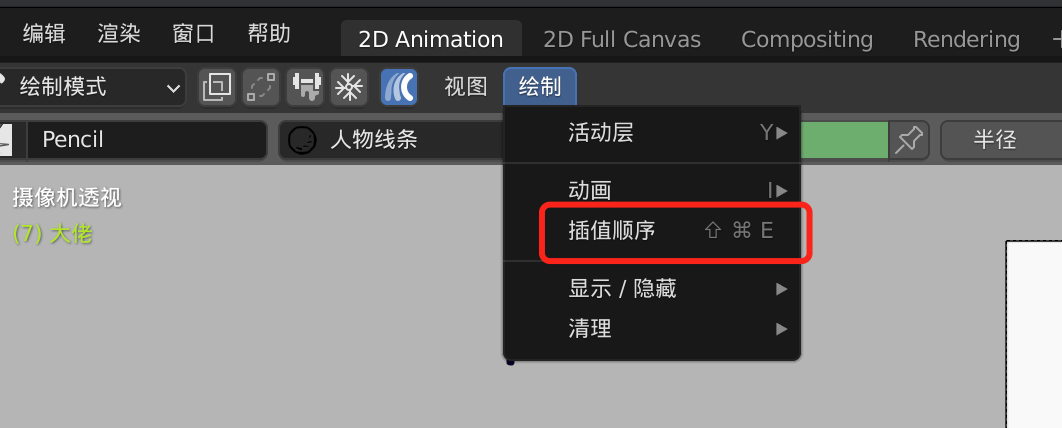 编辑 渲染 窗口 帮助 2D Animation 2D Full Canvas Compositing Rendering +
绘制模式 视图 绘制
Pencil 人物线条 半径
活动层 Y▶
动画 I▶
插值顺序 ⇧ ⌘ E
显示 / 隐藏 ▶
清理 ▶
摄像机透视
(7) 大佬